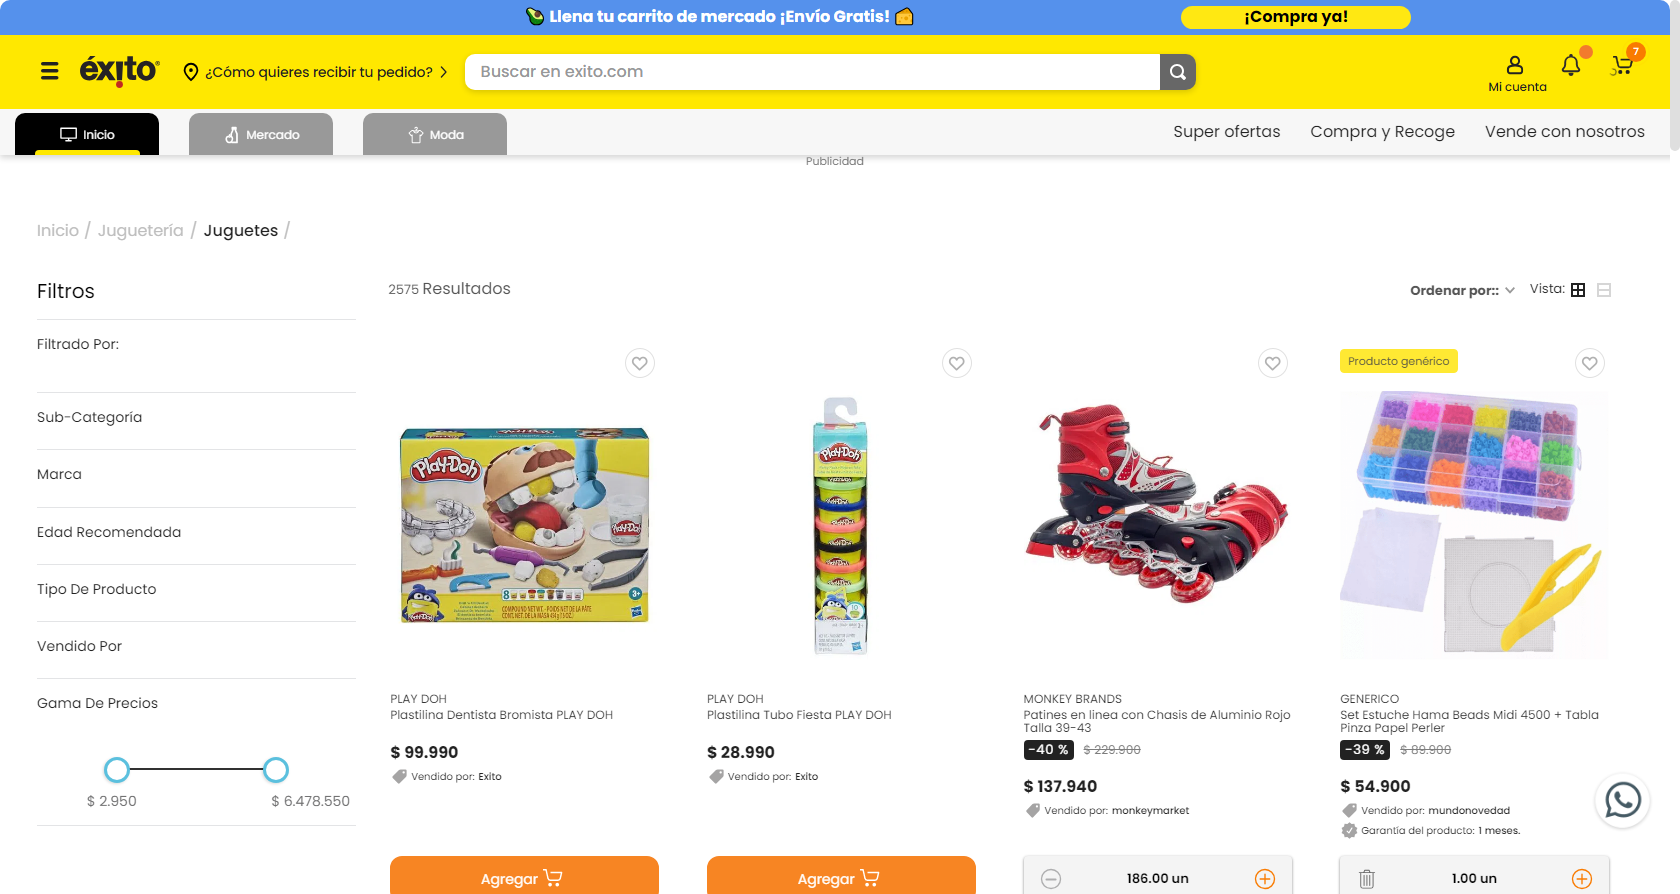 Llena tu carrito de mercado ¡Envío Gratis!
¡Compra ya!
éxito
¿Cómo quieres recibir tu pedido?
Buscar en exito.com
Mi cuenta
7
Inicio
Mercado
Moda
Super ofertas
Compra y Recoge
Vende con nosotros
Publicidad
Inicio / Juguetería / Juguetes /
Filtros
Filtrado Por:
Sub-Categoría
Marca
Edad Recomendada
Tipo De Producto
Vendido Por
Gama De Precios
$ 2.950
$ 6.478.550
2575 Resultados
Ordenar por::
Vista:
Play-Doh
PLAY DOH
Plastilina Dentista Bromista PLAY DOH
$ 99.990
Vendido por: Exito
Agregar
Play-Doh
PLAY DOH
Plastilina Tubo Fiesta PLAY DOH
$ 28.990
Vendido por: Exito
Agregar
MONKEY BRANDS
Patines en linea con Chasis de Aluminio Rojo
Talla 39-43
-40 % $ 229.900
$ 137.940
Vendido por: monkeymarket
186.00 un
Producto genérico
GENERICO
Set Estuche Hama Beads Midi 4500 + Tabla
Pinza Papel Perler
-39 % $ 89.900
$ 54.900
Vendido por: mundonovedad
Garantía del producto: 1 meses.
1.00 un